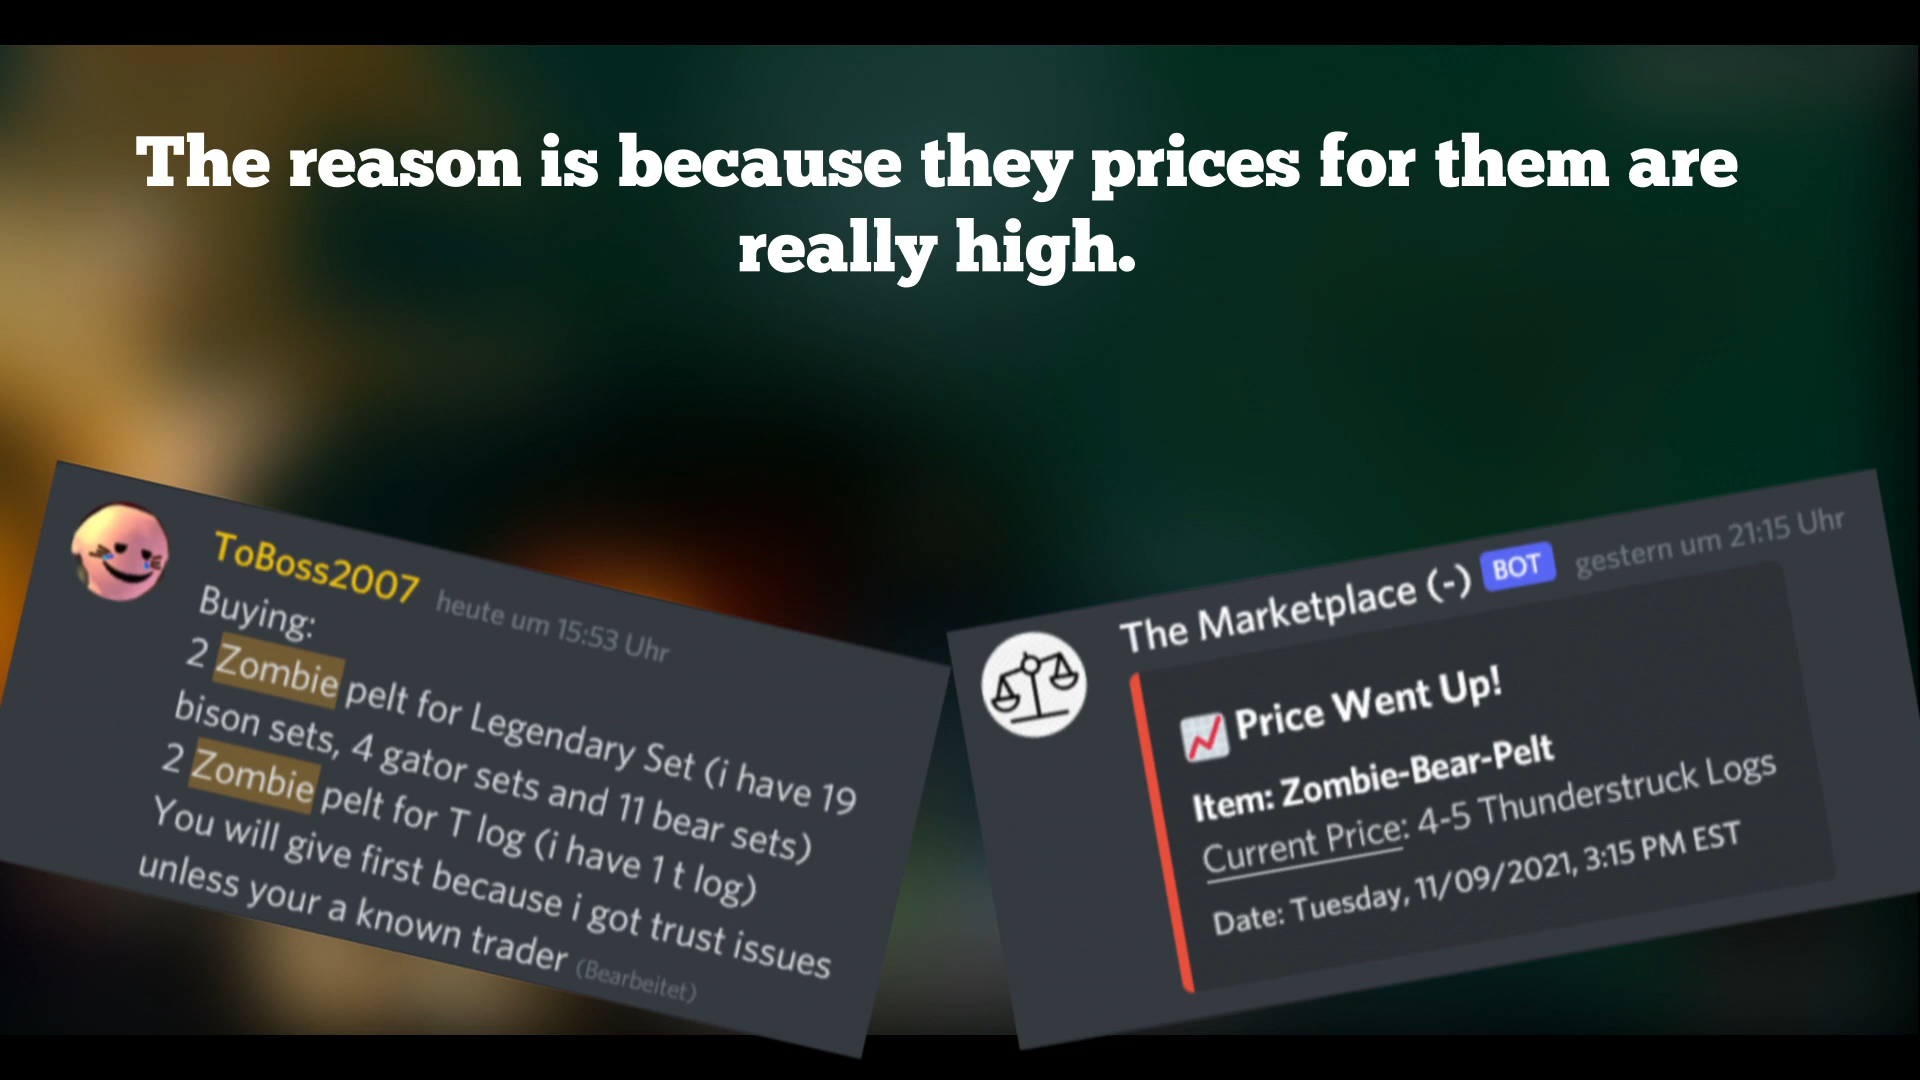 The reason is because they prices for them are
really high.
ToBoss2007 heute um 15:53 Uhr
Buying:
2 Zombie pelt for Legendary Set (i have 19
bison sets, 4 gator sets and 11 bear sets)
2 Zombie pelt for T log (i have 1 t log)
You will give first because i got trust issues
unless your a known trader (Bearbeitet)
The Marketplace (-) BOT gestern um 21:15 Uhr
Price Went Up!
Item: Zombie-Bear-Pelt
Current Price: 4-5 Thunderstruck Logs
Date: Tuesday, 11/09/2021, 3:15 PM EST